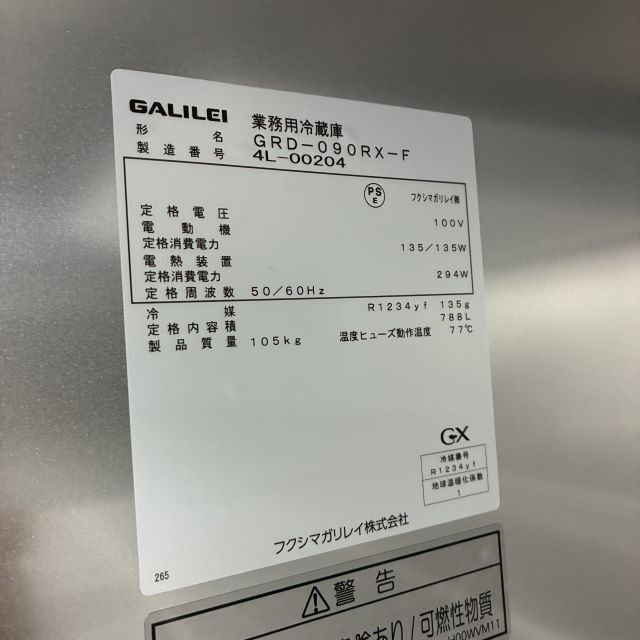 GALILEI 業務用冷蔵庫
形名 GRD-090RX-F
製造番号 4L-00204
PS E フクシマガリレイ㈱
定格電圧 100V
電動機
定格消費電力 135/135W
電熱装置
定格消費電力 294W
定格周波数 50/60Hz
冷媒 R1234yf 135g
定格内容積 788L
製品質量 105kg 温度ヒューズ動作温度 77℃
GX
冷媒番号
R1234yf
地球温暖化係数
1
フクシマガリレイ株式会社
265
警告
あり/可燃性物質